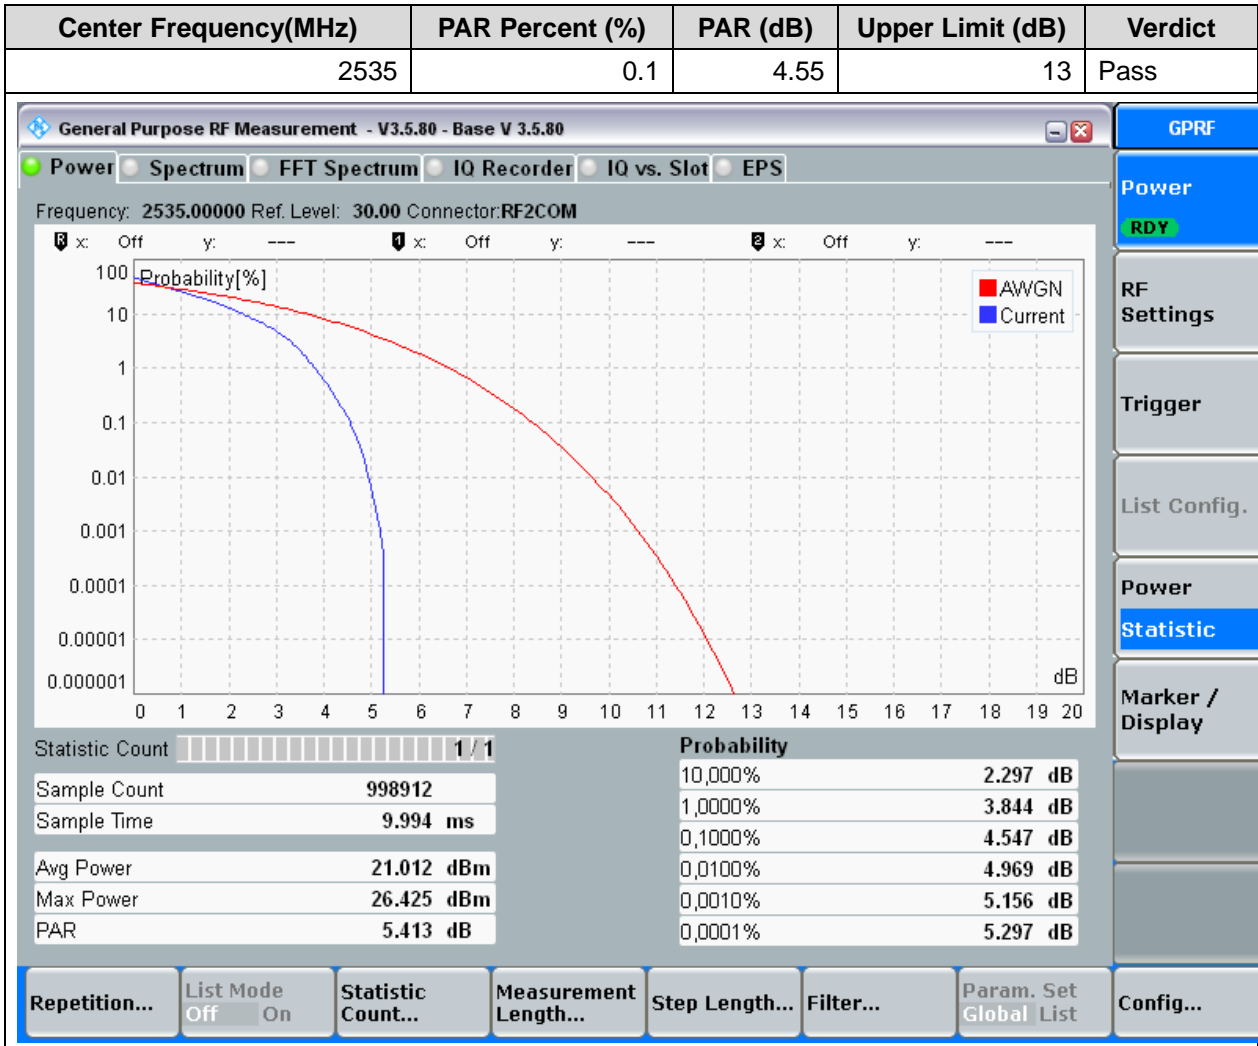 Center Frequency(MHz) PAR Percent (%) PAR (dB) Upper Limit (dB) Verdict
2535 0.1 4.55 13 Pass
General Purpose RF Measurement - V3.5.80 - Base V 3.5.80
GPRF
Power Spectrum FFT Spectrum IQ Recorder IQ vs. Slot EPS
Frequency: 2535.00000 Ref. Level: 30.00 Connector:RF2COM
R x: Off y: --- 1 x: Off y: --- 2 x: Off y: ---
Probability[%]
AWGN
Current
100
10
1
0.1
0.01
0.001
0.0001
0.00001
0.000001
dB
0 1 2 3 4 5 6 7 8 9 10 11 12 13 14 15 16 17 18 19 20
Statistic Count 1 / 1
Sample Count 998912
Sample Time 9.994 ms
Avg Power 21.012 dBm
Max Power 26.425 dBm
PAR 5.413 dB
Probability
10,000% 2.297 dB
1,0000% 3.844 dB
0,1000% 4.547 dB
0,0100% 4.969 dB
0,0010% 5.156 dB
0,0001% 5.297 dB
Power
RDY
RF
Settings
Trigger
List Config.
Power
Statistic
Marker /
Display
Repetition...
List Mode
Off On
Statistic
Count...
Measurement
Length...
Step Length...
Filter...
Param. Set
Global List
Config...